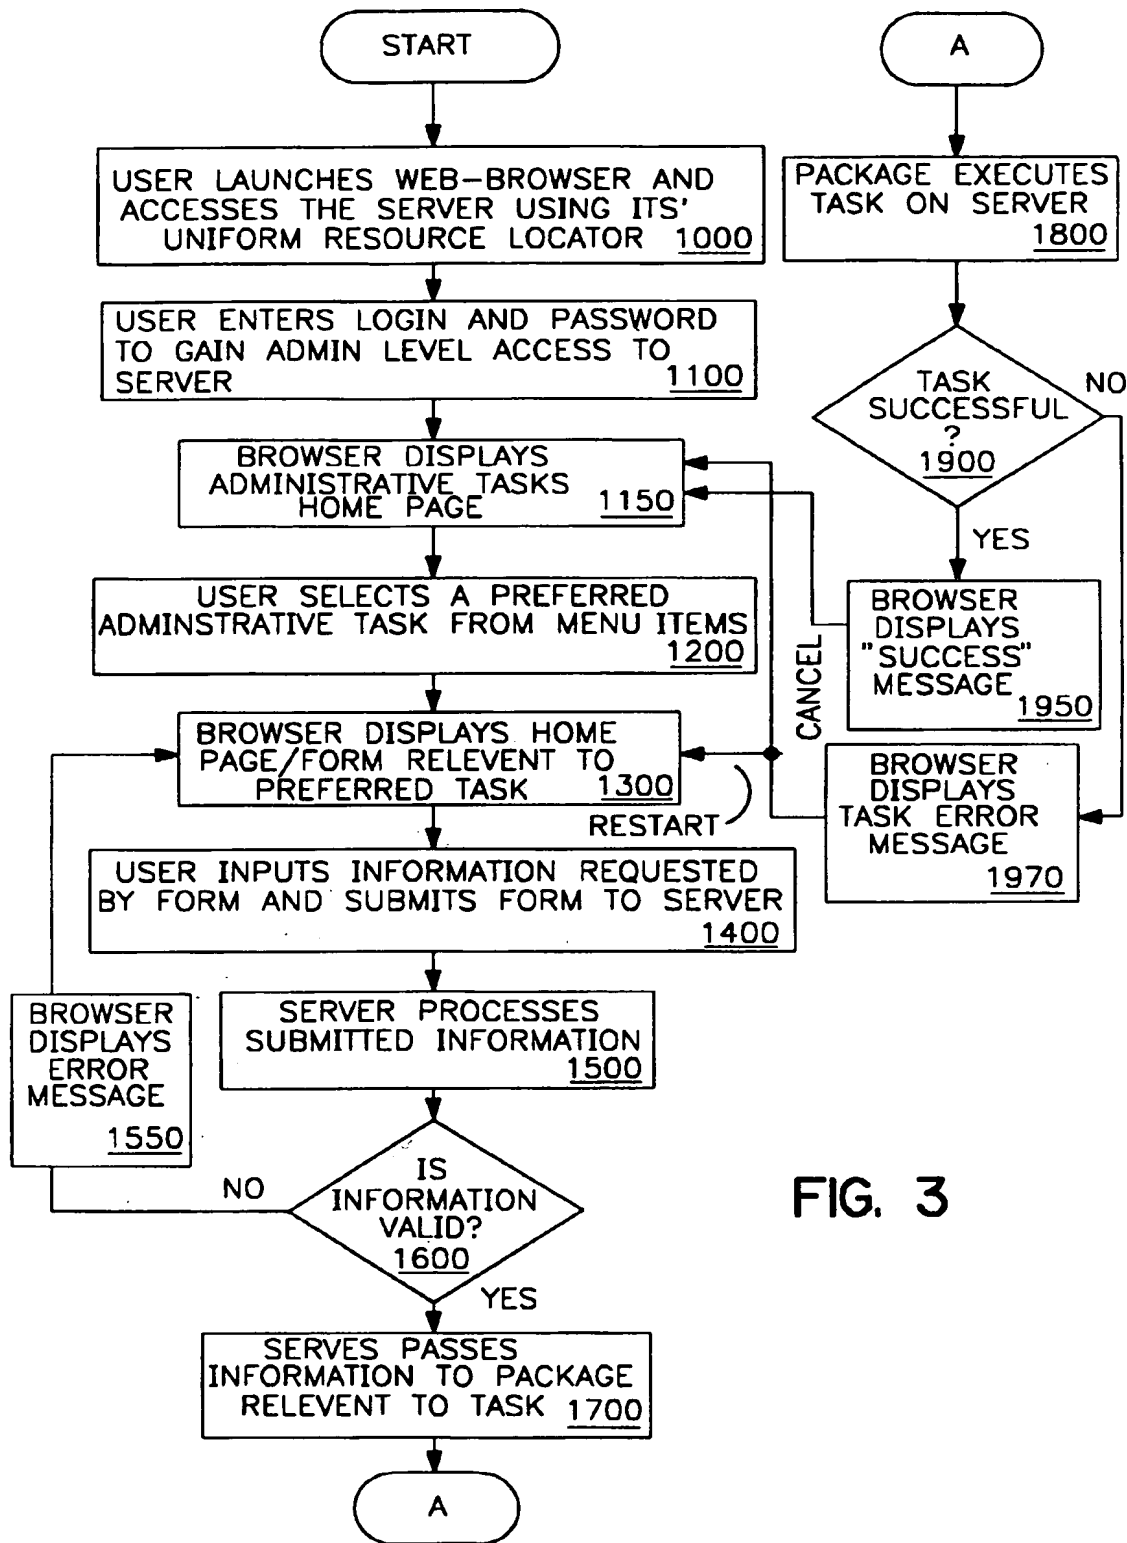 START
USER LAUNCHES WEB-BROWSER AND
ACCESSES THE SERVER USING ITS'
UNIFORM RESOURCE LOCATOR 1000
USER ENTERS LOGIN AND PASSWORD
TO GAIN ADMIN LEVEL ACCESS TO
SERVER 1100
BROWSER DISPLAYS
ADMINISTRATIVE TASKS
HOME PAGE 1150
USER SELECTS A PREFERRED
ADMINSTRATIVE TASK FROM MENU ITEMS
1200
BROWSER DISPLAYS HOME
PAGE/FORM RELEVENT TO
PREFERRED TASK 1300
RESTART
CANCEL
USER INPUTS INFORMATION REQUESTED
BY FORM AND SUBMITS FORM TO SERVER
1400
SERVER PROCESSES
SUBMITTED INFORMATION
1500
BROWSER
DISPLAYS
ERROR
MESSAGE
1550
IS
INFORMATION
VALID?
1600
NO
YES
SERVES PASSES
INFORMATION TO PACKAGE
RELEVENT TO TASK 1700
A
A
PACKAGE EXECUTES
TASK ON SERVER
1800
TASK
SUCCESSFUL
?
1900
NO
YES
BROWSER
DISPLAYS
"SUCCESS"
MESSAGE 1950
BROWSER
DISPLAYS
TASK ERROR
MESSAGE
1970
FIG. 3